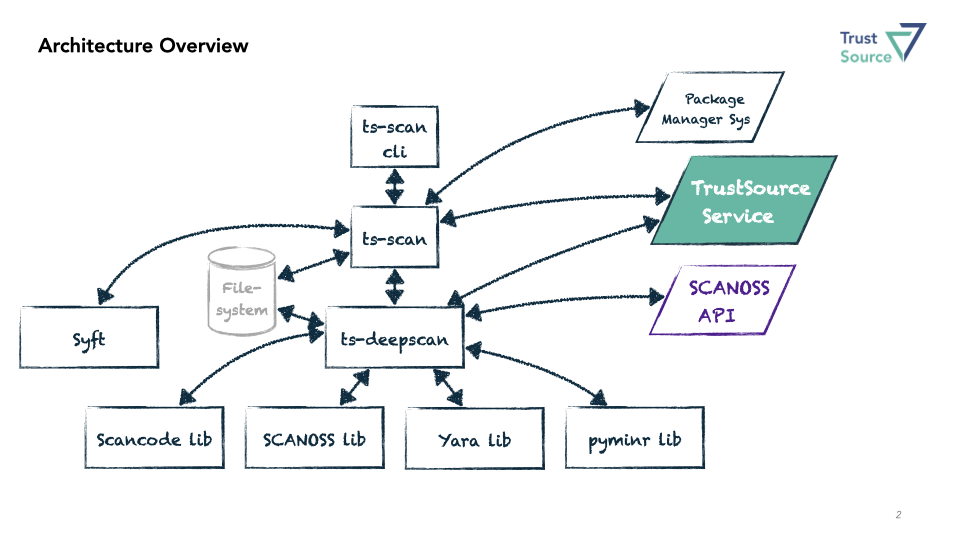 Architecture Overview
Trust
Source
Package
Manager Sys
ts-scan
cli
TrustSource
Service
ts-scan
File-
system
SCANOSS
API
Syft
ts-deepscan
Scancode lib
SCANOSS lib
Yara lib
pyminr lib
2